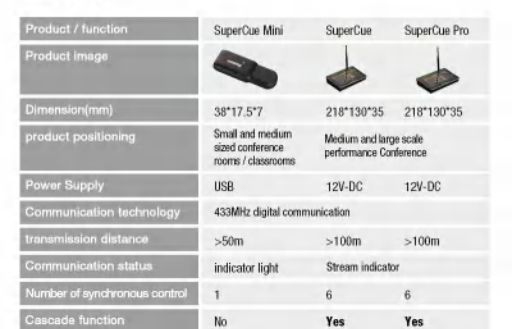 Product / function SuperCue Mini SuperCue SuperCue Pro
Product image
Dimension(mm) 38*17.5*7 218*130*35 218*130*35
product positioning Small and medium sized conference rooms / classrooms Medium and large scale performance Conference
Power Supply USB 12V-DC 12V-DC
Communication technology 433MHz digital communication
transmission distance >50m >100m >100m
Communication status indicator light Stream indicator
Number of synchronous control 1 6 6
Cascade function No Yes Yes